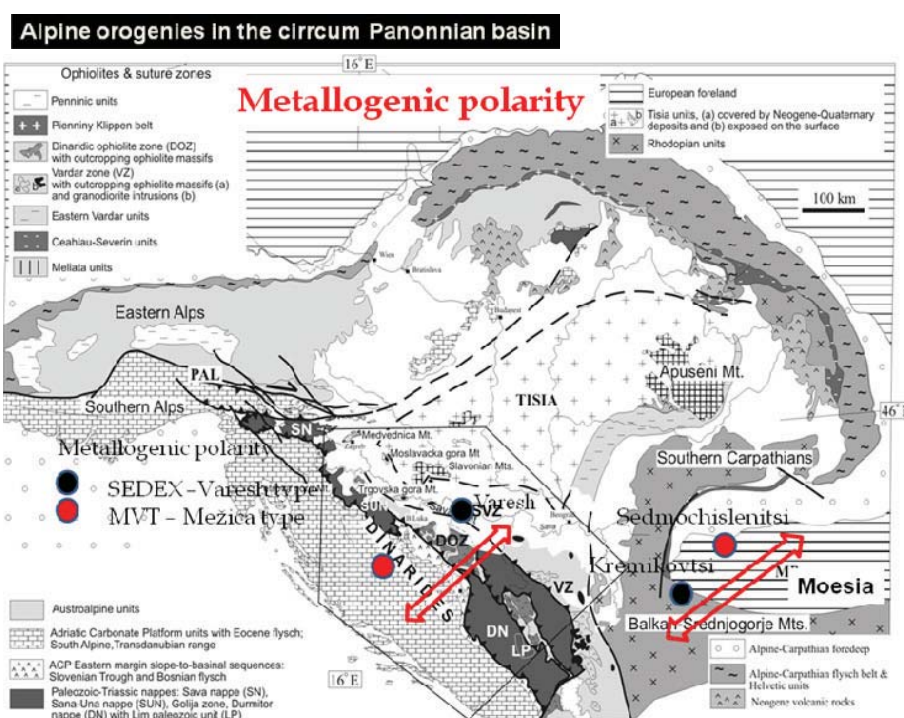 Alpine orogenies in the cirrcum Panonnian basin
16° E
Ophiolites & suture zones
Penninic units
Pienniny Klippen belt
Dinaridic ophiolite zone (DOZ)
with outcropping ophiolite massifs
Vardar zone (VZ)
with outcropping ophiolite massifs (a)
and granodiorite intrusions (b)
Eastern Vardar units
Ceahlau-Severin units
Metallogenic polarity
European foreland
a b
Tisia units, (a) covered by Neogene-Quaternary
deposits and (b) exposed on the surface
Rhodopian units
100 km
Wien
Bratislava
Budapest
Eastern Alps
PAL
Southern Alps
SN
TISIA
Apuseni Mt.
46°
Metallogenic polarity
SEDEX – Varesh type
MVT – Mežica type
Zagreb
Medvednica Mt.
Moslavacka gora Mt
Slavonian Mts.
Trgovska gora Mt.
SUN
B.Luka
Varesh
SVZ
DOZ
Beograd
Sava
DINARIDES
VZ
DN
LP
Southern Carpathians
Sedmochislenitsi
Kremikovtsi
Moesia
Balkan Srednjogorje Mts.
Austroalpine units
Adriatic Carbonate Platform units with Eocene flysch;
South Alpine, Transdanubian range
ACP Eastern margin slope-to-basinal sequences:
Slovenian Trough and Bosnian flysch
Paleozoic-Triassic nappes: Sava nappe (SN),
Sana-Una nappe (SUN), Golija zone, Durmitor
nappe (DN) with Lim paleozoic unit (LP)
16° E
Alpine-Carpathian foredeep
Alpine-Carpathian flysch belt &
Helvetic units
Neogene volcanic rocks